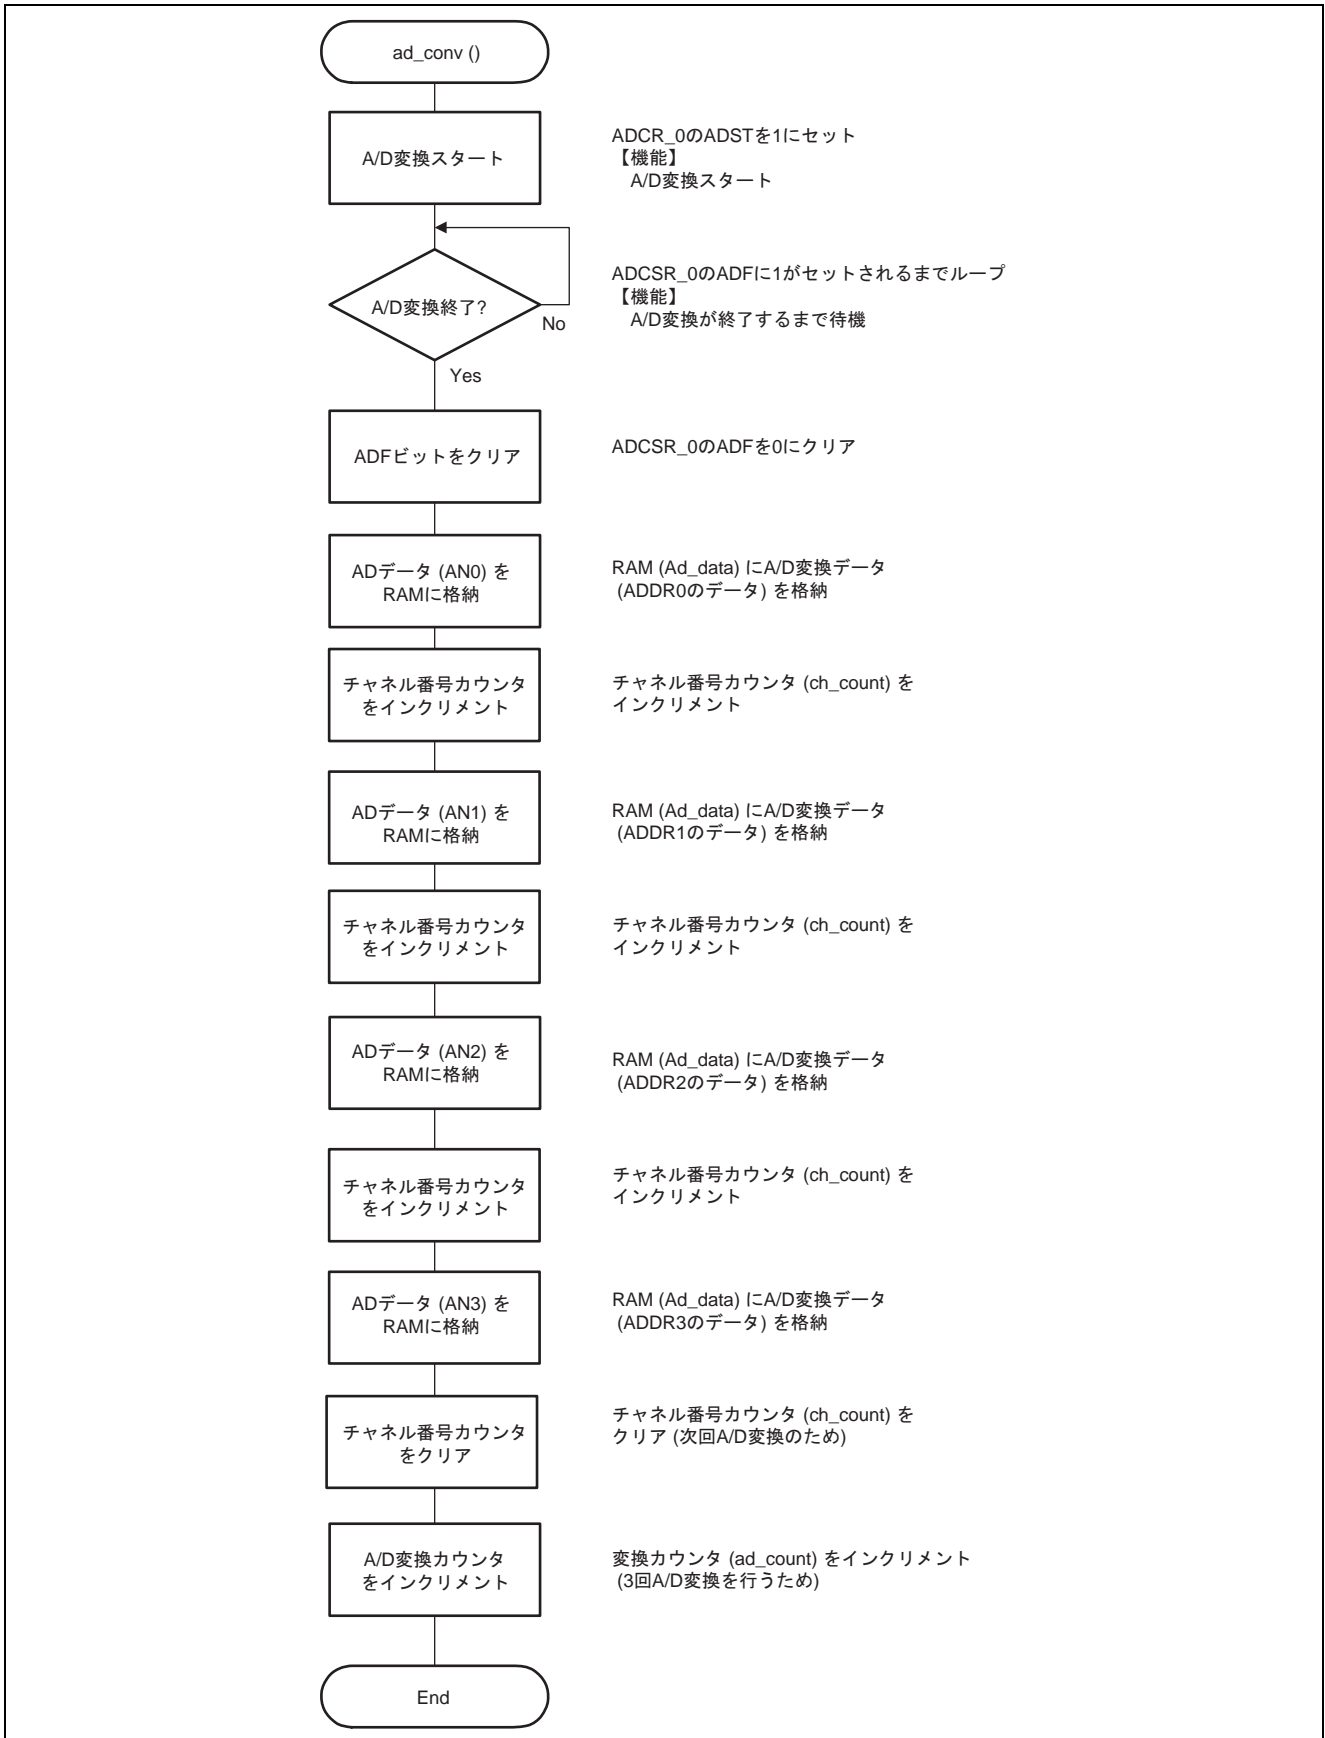 ad_conv ()
A/D変換スタート
ADCR_0のADSTを1にセット
【機能】
A/D変換スタート
A/D変換終了?
No
Yes
ADCSR_0のADFに1がセットされるまでループ
【機能】
A/D変換が終了するまで待機
ADFビットをクリア
ADCSR_0のADFを0にクリア
ADデータ (AN0) を
RAMに格納
RAM (Ad_data) にA/D変換データ
(ADDR0のデータ) を格納
チャネル番号カウンタ
をインクリメント
チャネル番号カウンタ (ch_count) を
インクリメント
ADデータ (AN1) を
RAMに格納
RAM (Ad_data) にA/D変換データ
(ADDR1のデータ) を格納
チャネル番号カウンタ
をインクリメント
チャネル番号カウンタ (ch_count) を
インクリメント
ADデータ (AN2) を
RAMに格納
RAM (Ad_data) にA/D変換データ
(ADDR2のデータ) を格納
チャネル番号カウンタ
をインクリメント
チャネル番号カウンタ (ch_count) を
インクリメント
ADデータ (AN3) を
RAMに格納
RAM (Ad_data) にA/D変換データ
(ADDR3のデータ) を格納
チャネル番号カウンタ
をクリア
チャネル番号カウンタ (ch_count) を
クリア (次回A/D変換のため)
A/D変換カウンタ
をインクリメント
変換カウンタ (ad_count) をインクリメント
(3回A/D変換を行うため)
End